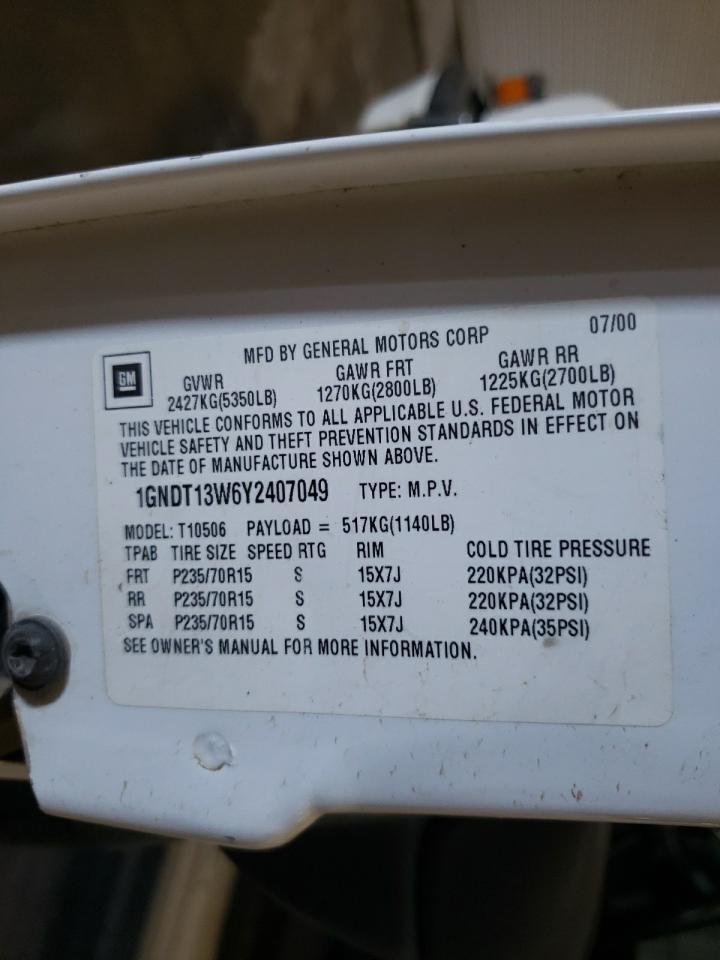 07/00
MFD BY GENERAL MOTORS CORP
GM
GVWR GAWR FRT GAWR RR
2427KG(5350LB) 1270KG(2800LB) 1225KG(2700LB)
THIS VEHICLE CONFORMS TO ALL APPLICABLE U.S. FEDERAL MOTOR
VEHICLE SAFETY AND THEFT PREVENTION STANDARDS IN EFFECT ON
THE DATE OF MANUFACTURE SHOWN ABOVE.
1GNDT13W6Y2407049 TYPE: M.P.V.
MODEL: T10506 PAYLOAD = 517KG(1140LB)
TPAB TIRE SIZE SPEED RTG RIM COLD TIRE PRESSURE
FRT P235/70R15 S 15X7J 220KPA(32PSI)
RR P235/70R15 S 15X7J 220KPA(32PSI)
SPA P235/70R15 S 15X7J 240KPA(35PSI)
SEE OWNER'S MANUAL FOR MORE INFORMATION.